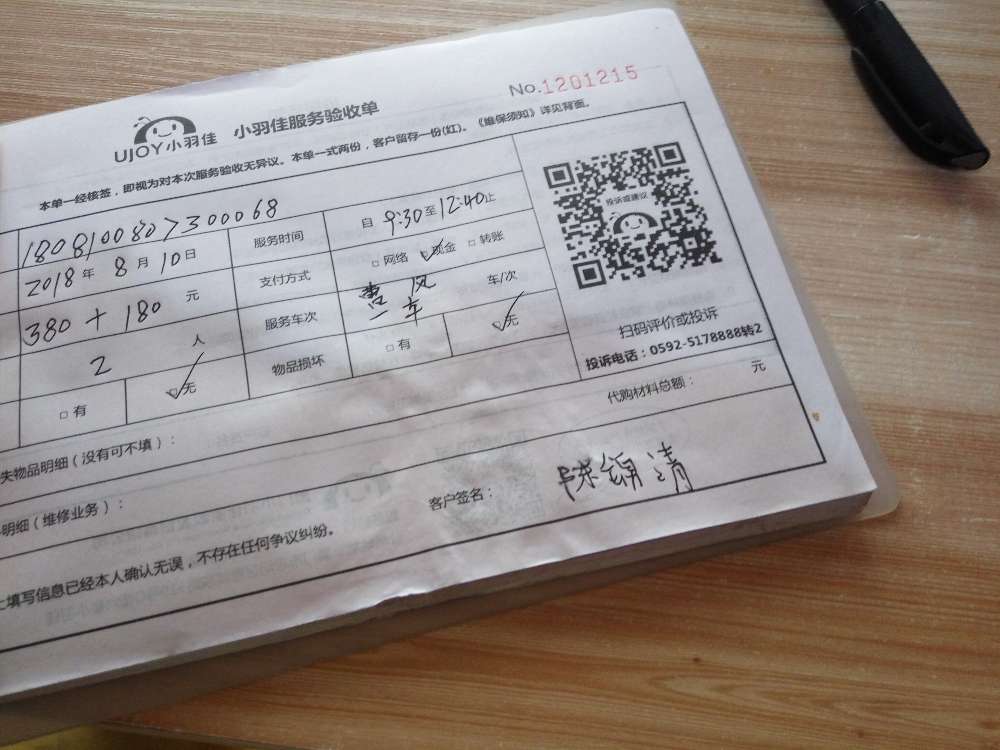 No.1201215
UJOY小羽佳 小羽佳服务验收单
本单一经核签，即视为对本次服务验收无异议。本单一式两份，客户留存一份(红)。《维保须知》详见背面。
1808100807300068 服务时间 自 9:30 至 12:40 止
2018 年 8 月 10 日 支付方式 □ 网络 ☑ 现金 □ 转账
380 + 180 元 服务车次 一车 车/次
2 人 物品损坏 □ 有 ☑ 无
□ 有 ☑ 无
投诉或建议
扫码评价或投诉
投诉电话：0592-5178888转2
失物品明细（没有可不填）： 代购材料总额： 元
明细（维修业务）：
客户签名： 陈锦清
上填写信息已经本人确认无误，不存在任何争议纠纷。